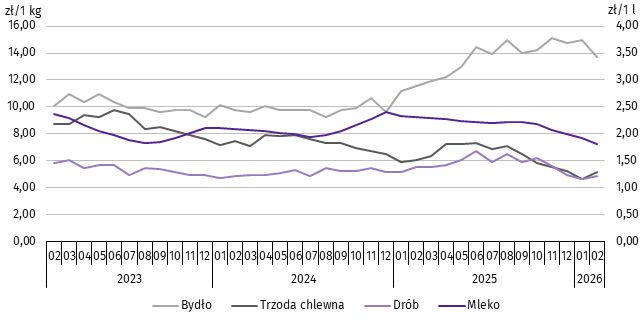 zł/1 kg zł/1 l
16,00 4,00
14,00 3,50
12,00 3,00
10,00 2,50
8,00 2,00
6,00 1,50
4,00 1,00
2,00 0,50
0,00 0,00
02 03 04 05 06 07 08 09 10 11 12 01 02 03 04 05 06 07 08 09 10 11 12 01 02 03 04 05 06 07 08 09 10 11 12 01 02
2023 2024 2025 2026
Bydło Trzoda chlewna Drób Mleko